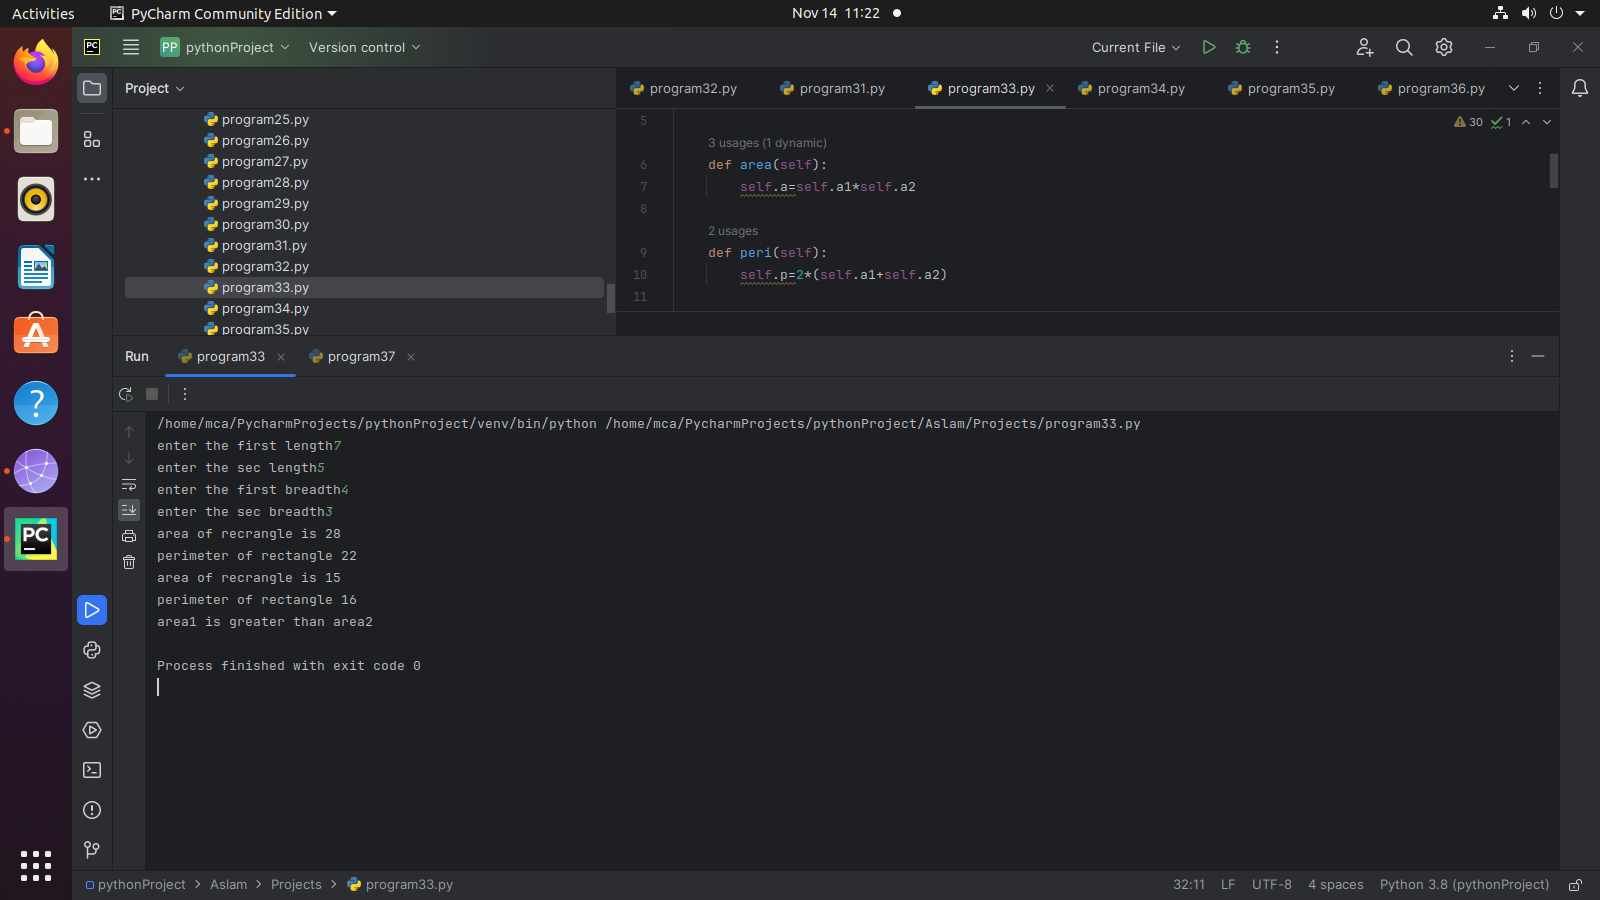 Activities
PyCharm Community Edition
Nov 14 11:22
PC
PP pythonProject
Version control
Current File
Project
program25.py
program26.py
program27.py
program28.py
program29.py
program30.py
program31.py
program32.py
program33.py
program34.py
program35.py
program32.py
program31.py
program33.py
program34.py
program35.py
program36.py
30
1
5
3 usages (1 dynamic)
6 def area(self):
7 self.a=self.a1*self.a2
8
2 usages
9 def peri(self):
10 self.p=2*(self.a1+self.a2)
11
Run
program33
program37
/home/mca/PycharmProjects/pythonProject/venv/bin/python /home/mca/PycharmProjects/pythonProject/Aslam/Projects/program33.py
enter the first length7
enter the sec length5
enter the first breadth4
enter the sec breadth3
area of recrangle is 28
perimeter of rectangle 22
area of recrangle is 15
perimeter of rectangle 16
area1 is greater than area2
Process finished with exit code 0
PC
pythonProject > Aslam > Projects > program33.py
32:11
LF
UTF-8
4 spaces
Python 3.8 (pythonProject)